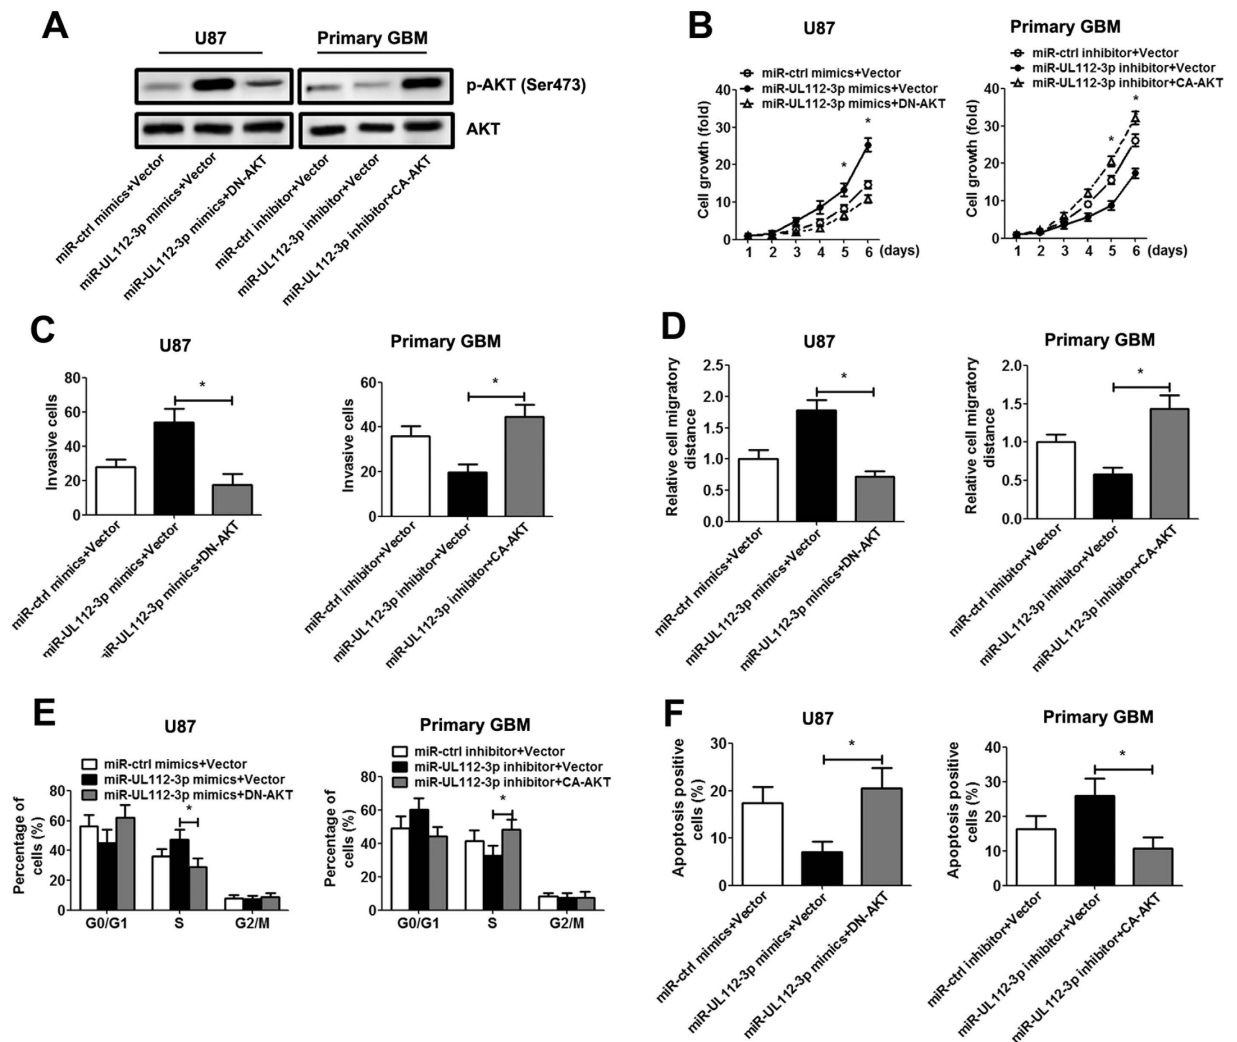 A
U87
Primary GBM
p-AKT (Ser473)
AKT
miR-ctrl mimics+Vector
miR-UL112-3p mimics+Vector
miR-UL112-3p mimics+DN-AKT
miR-ctrl inhibitor+Vector
miR-UL112-3p inhibitor+Vector
miR-UL112-3p inhibitor+CA-AKT
B
U87
miR-ctrl mimics+Vector
miR-UL112-3p mimics+Vector
miR-UL112-3p mimics+DN-AKT
Cell growth (fold)
40
30
20
10
0
*
*
1 2 3 4 5 6 (days)
Primary GBM
miR-ctrl inhibitor+Vector
miR-UL112-3p inhibitor+Vector
miR-UL112-3p inhibitor+CA-AKT
Cell growth (fold)
40
30
20
10
0
*
*
1 2 3 4 5 6 (days)
C
U87
Invasive cells
80
60
40
20
0
*
miR-ctrl mimics+Vector
miR-UL112-3p mimics+Vector
miR-UL112-3p mimics+DN-AKT
Primary GBM
Invasive cells
60
40
20
0
*
miR-ctrl inhibitor+Vector
miR-UL112-3p inhibitor+Vector
miR-UL112-3p inhibitor+CA-AKT
D
U87
Relative cell migratory
distance
2.5
2.0
1.5
1.0
0.5
0.0
*
miR-ctrl mimics+Vector
miR-UL112-3p mimics+Vector
miR-UL112-3p mimics+DN-AKT
Primary GBM
Relative cell migratory
distance
2.0
1.5
1.0
0.5
0.0
*
miR-ctrl inhibitor+Vector
miR-UL112-3p inhibitor+Vector
miR-UL112-3p inhibitor+CA-AKT
E
U87
miR-ctrl mimics+Vector
miR-UL112-3p mimics+Vector
miR-UL112-3p mimics+DN-AKT
Percentage of
cells (%)
80
60
40
20
0
*
G0/G1 S G2/M
Primary GBM
miR-ctrl inhibitor+Vector
miR-UL112-3p inhibitor+Vector
miR-UL112-3p inhibitor+CA-AKT
Percentage of
cells (%)
80
60
40
20
0
*
G0/G1 S G2/M
F
U87
Apoptosis positive
cells (%)
30
20
10
0
*
miR-ctrl mimics+Vector
miR-UL112-3p mimics+Vector
miR-UL112-3p mimics+DN-AKT
Primary GBM
Apoptosis positive
cells (%)
40
30
20
10
0
*
miR-ctrl inhibitor+Vector
miR-UL112-3p inhibitor+Vector
miR-UL112-3p inhibitor+CA-AKT